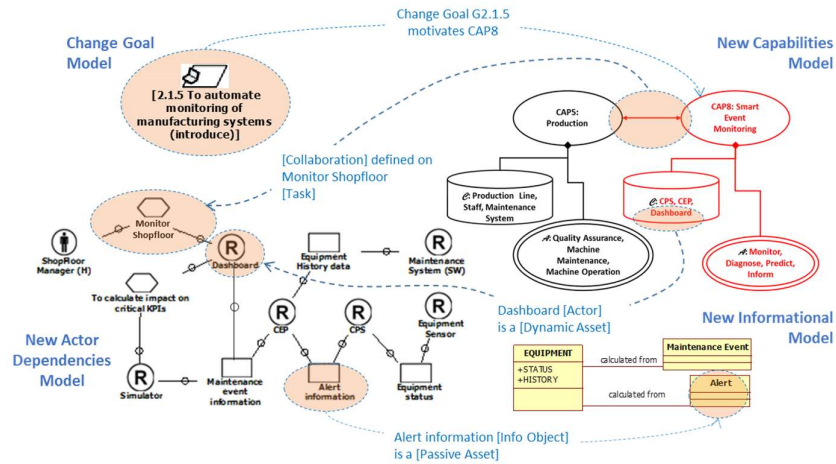 Change Goal G2.1.5
motivates CAP8
Change Goal
Model
New Capabilities
Model
[2.1.5 To automate
monitoring of
manufacturing systems
(introduce)]
CAP5:
Production
CAP8: Smart
Event
Monitoring
[Collaboration] defined on
Monitor Shopfloor
[Task]
: Production Line,
Staff, Maintenance
System
: CPS, CEP,
Dashboard
: Quality Assurance,
Machine
Maintenance,
Machine Operation
: Monitor,
Diagnose, Predict,
Inform
Monitor
Shopfloor
R
Dashboard
ShopFloor
Manager (H)
Equipment
History data
R
Maintenance
System (SW)
To calculate impact on
critical KPIs
R
CEP
R
CPS
R
Equipment
Sensor
Dashboard [Actor]
is a [Dynamic Asset]
New Informational
Model
New Actor
Dependencies
Model
R
Simulator
Maintenance
event
information
Alert
information
Equipment
status
EQUIPMENT
+STATUS
+HISTORY
calculated from
Maintenance Event
calculated from
Alert
Alert information [Info Object]
is a [Passive Asset]